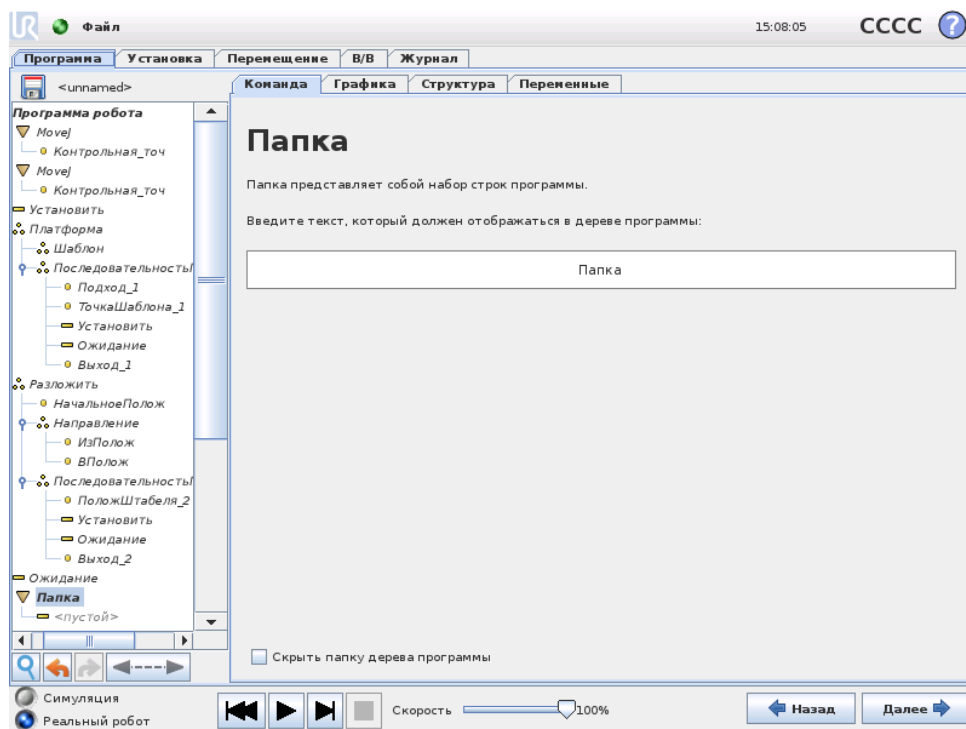 UR Файл 15:08:05 CCCC ?
Программа Установка Перемещение В/В Журнал
<unnamed>
Команда Графика Структура Переменные
Программа робота
MoveJ
Контрольная_точ
MoveJ
Контрольная_точ
Установить
Платформа
Шаблон
Последовательность
Подход_1
ТочкаШаблона_1
Установить
Ожидание
Выход_1
Разложить
НачальноеПолож
Направление
ИзПолож
ВПолож
Последовательность
ПоложШтабеля_2
Установить
Ожидание
Выход_2
Ожидание
Папка
<пустой>
Папка
Папка представляет собой набор строк программы.
Введите текст, который должен отображаться в дереве программы:
Папка
Скрыть папку дерева программы
Симуляция
Реальный робот
Скорость 100%
Назад Далее